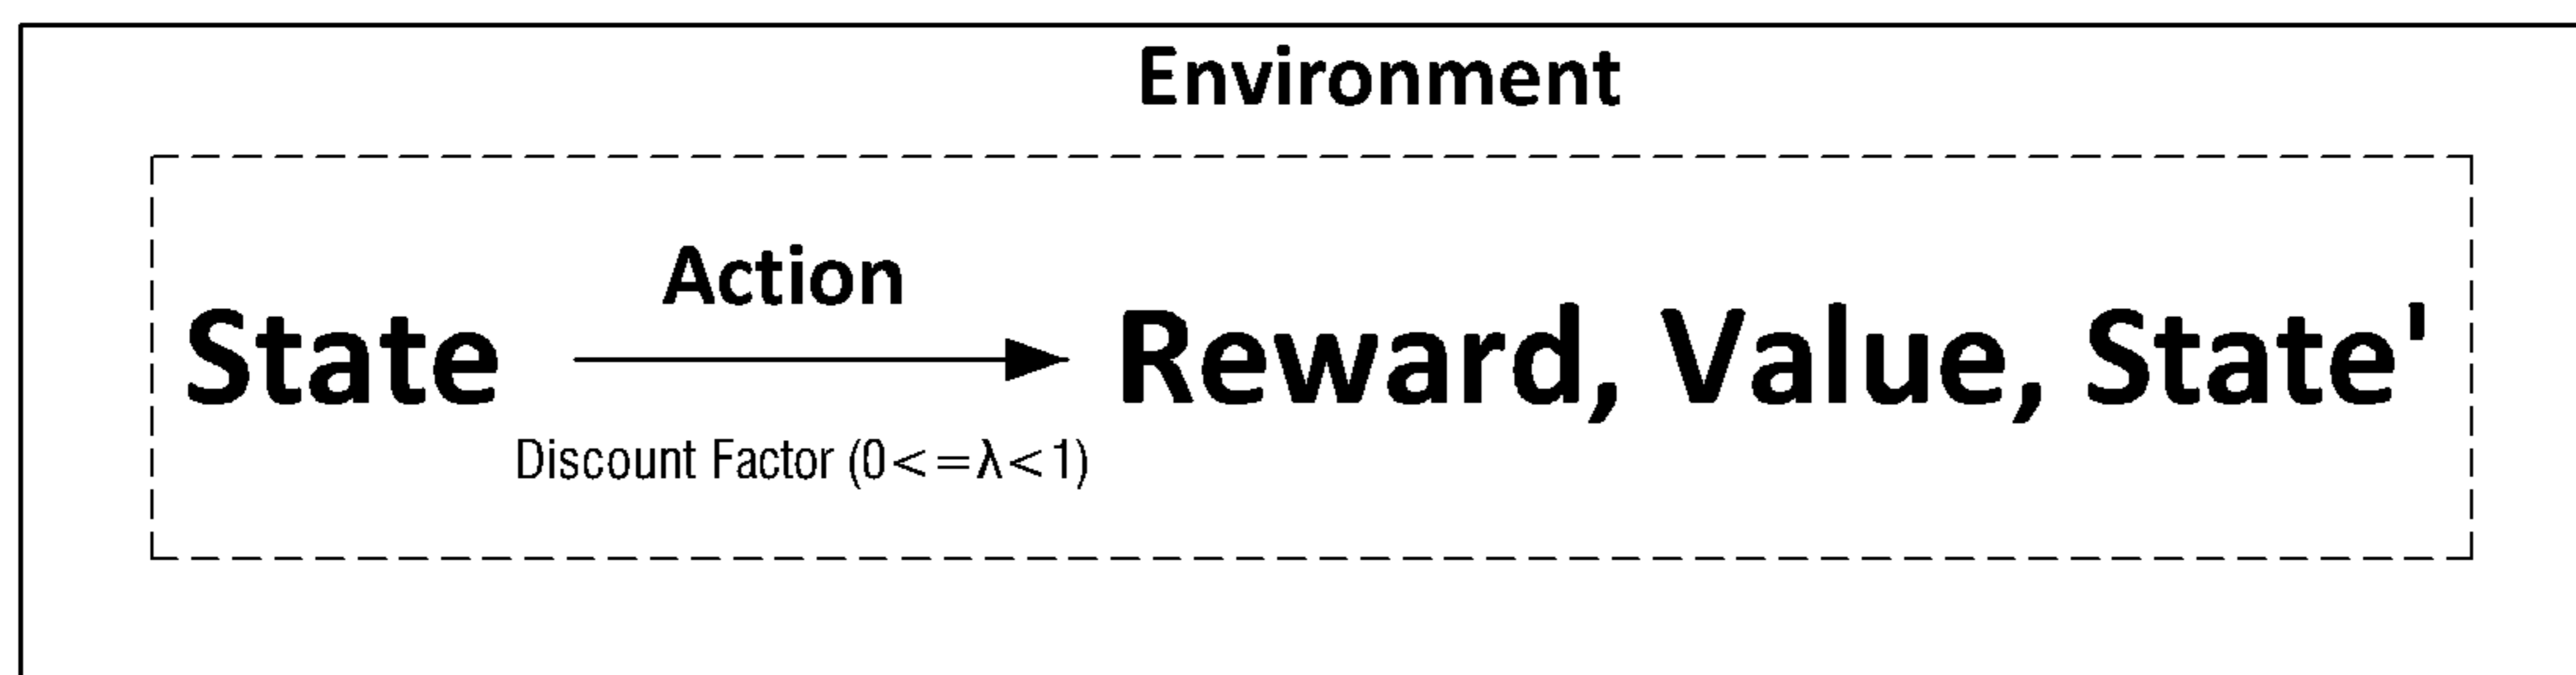 Environment
Action
State Reward, Value, State'
Discount Factor (0<=λ<1)